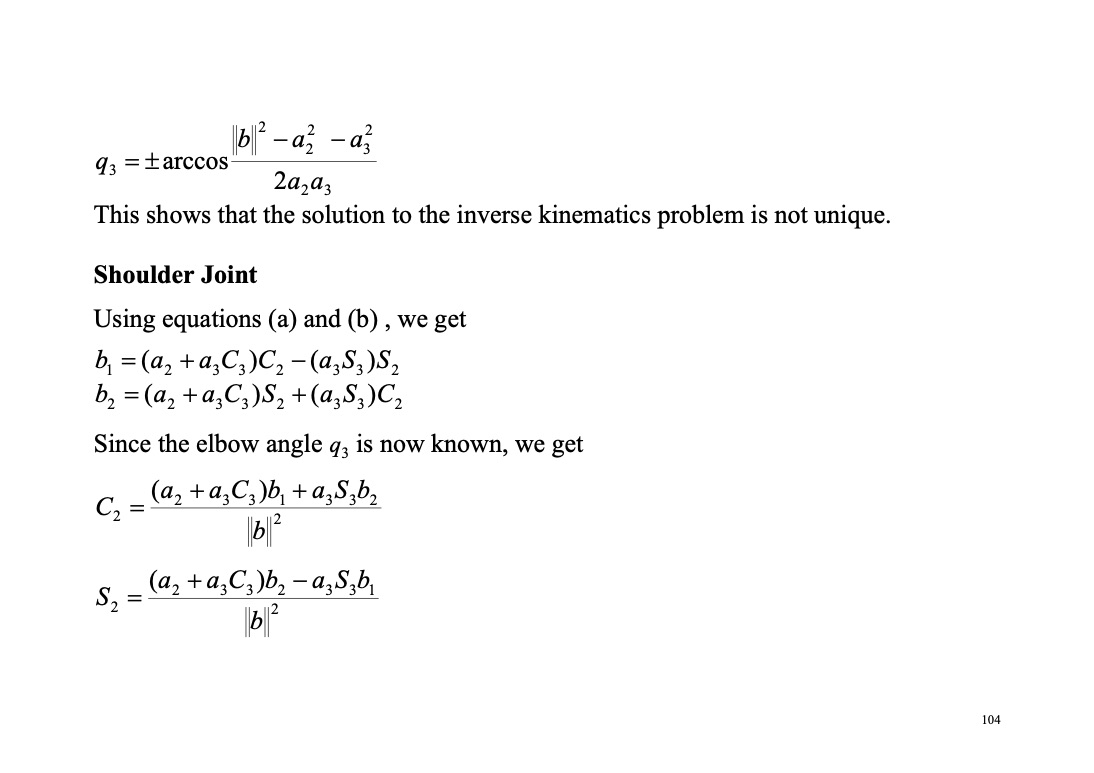 q₃ = ±arccos (‖b‖² − a₂² − a₃²) / (2a₂a₃)
This shows that the solution to the inverse kinematics problem is not unique.
Shoulder Joint
Using equations (a) and (b) , we get
b₁ = (a₂ + a₃C₃)C₂ − (a₃S₃)S₂
b₂ = (a₂ + a₃C₃)S₂ + (a₃S₃)C₂
Since the elbow angle q₃ is now known, we get
C₂ = ((a₂ + a₃C₃)b₁ + a₃S₃b₂) / ‖b‖²
S₂ = ((a₂ + a₃C₃)b₂ − a₃S₃b₁) / ‖b‖²
104